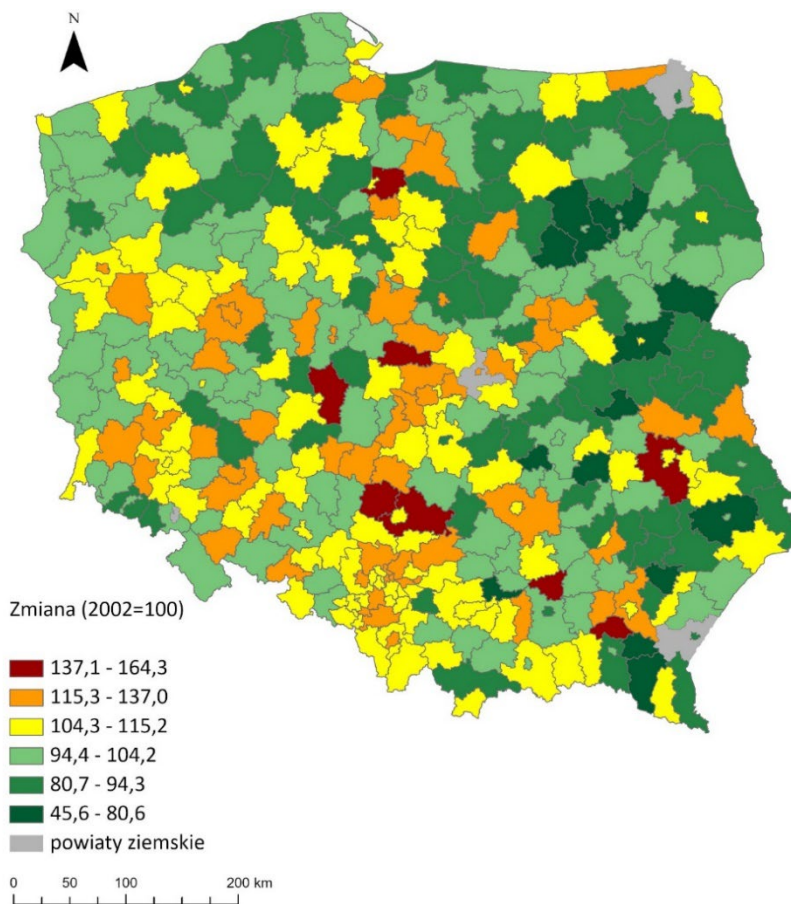 N
Zmiana (2002=100)
137,1 - 164,3
115,3 - 137,0
104,3 - 115,2
94,4 - 104,2
80,7 - 94,3
45,6 - 80,6
powiaty ziemskie
0 50 100 200 km